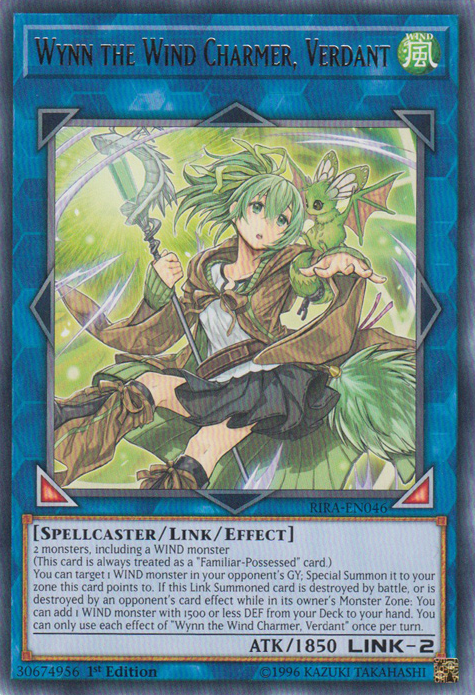 WYNN THE WIND CHARMER, VERDANT
WIND
風
RIRA-EN046
[SPELLCASTER/LINK/EFFECT]
2 monsters, including a WIND monster
(This card is always treated as a "Familiar-Possessed" card.)
You can target 1 WIND monster in your opponent's GY; Special Summon it to your
zone this card points to. If this Link Summoned card is destroyed by battle, or is
destroyed by an opponent's card effect while in its owner's Monster Zone: You can
add 1 WIND monster with 1500 or less DEF from your Deck to your hand. You can
only use each effect of "Wynn the Wind Charmer, Verdant" once per turn.
ATK/1850 LINK-2
30674956 1st Edition ©1996 KAZUKI TAKAHASHI